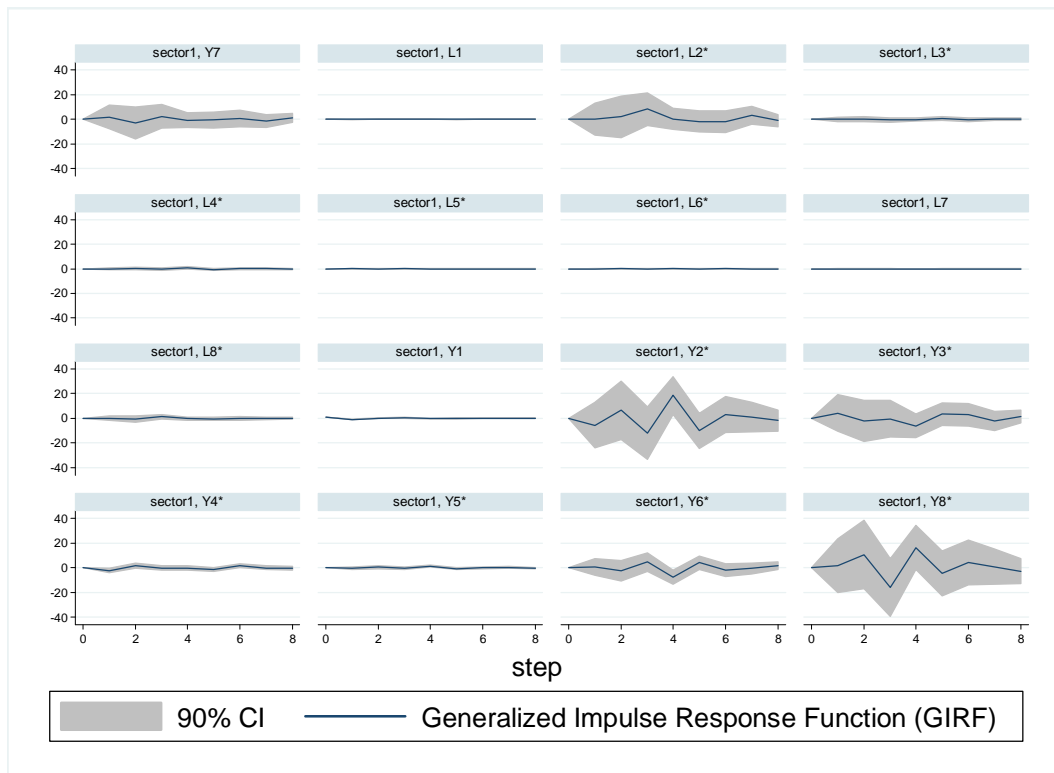 sector1, Y7 sector1, L1 sector1, L2* sector1, L3*
40
20
0
-20
-40
sector1, L4* sector1, L5* sector1, L6* sector1, L7
40
20
0
-20
-40
sector1, L8* sector1, Y1 sector1, Y2* sector1, Y3*
40
20
0
-20
-40
sector1, Y4* sector1, Y5* sector1, Y6* sector1, Y8*
40
20
0
-20
-40
0 2 4 6 8 0 2 4 6 8 0 2 4 6 8 0 2 4 6 8
step
90% CI Generalized Impulse Response Function (GIRF)